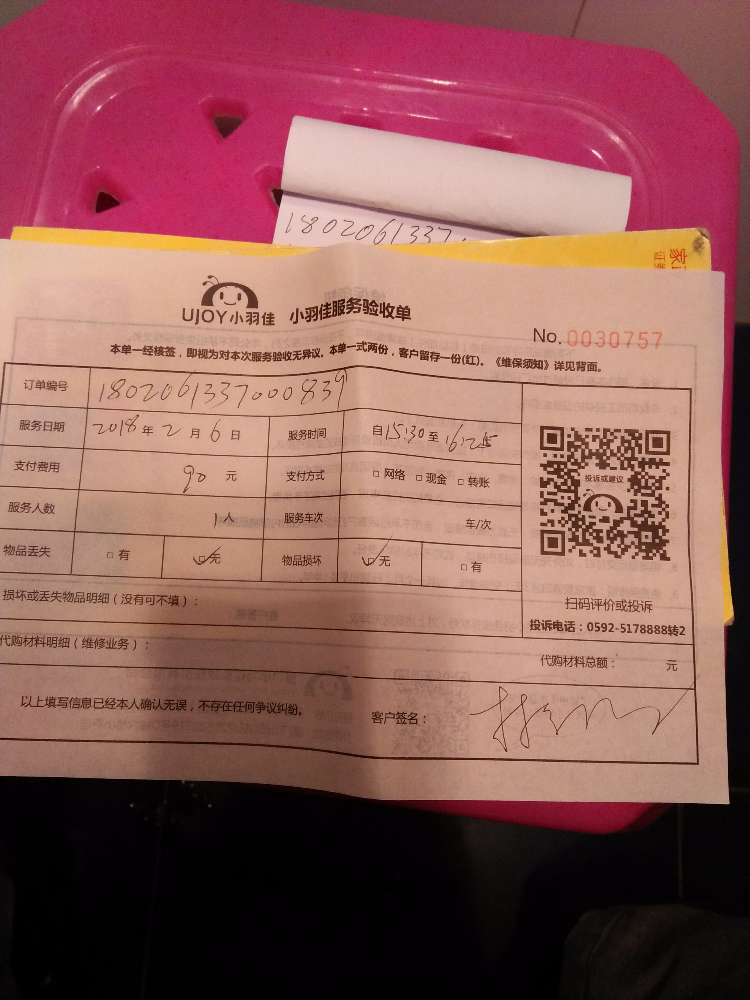 1802061337
UJOY小羽佳 小羽佳服务验收单
No. 0030757
本单一经核签，即视为对本次服务验收无异议。本单一式两份，客户留存一份(红)。《维保须知》详见背面。
订单编号 180206133700839
服务日期 2018年2月6日 服务时间 自15:30至16:25
支付费用 90元 支付方式 □网络 □现金 □转账
投诉或建议
服务人数 1人 服务车次 车/次
物品丢失 □有 ☑无 物品损坏 ☑无 □有
扫码评价或投诉
投诉电话：0592-5178888转2
损坏或丢失物品明细（没有可不填）：
代购材料明细（维修业务）： 代购材料总额： 元
以上填写信息已经本人确认无误，不存在任何争议纠纷。 客户签名：